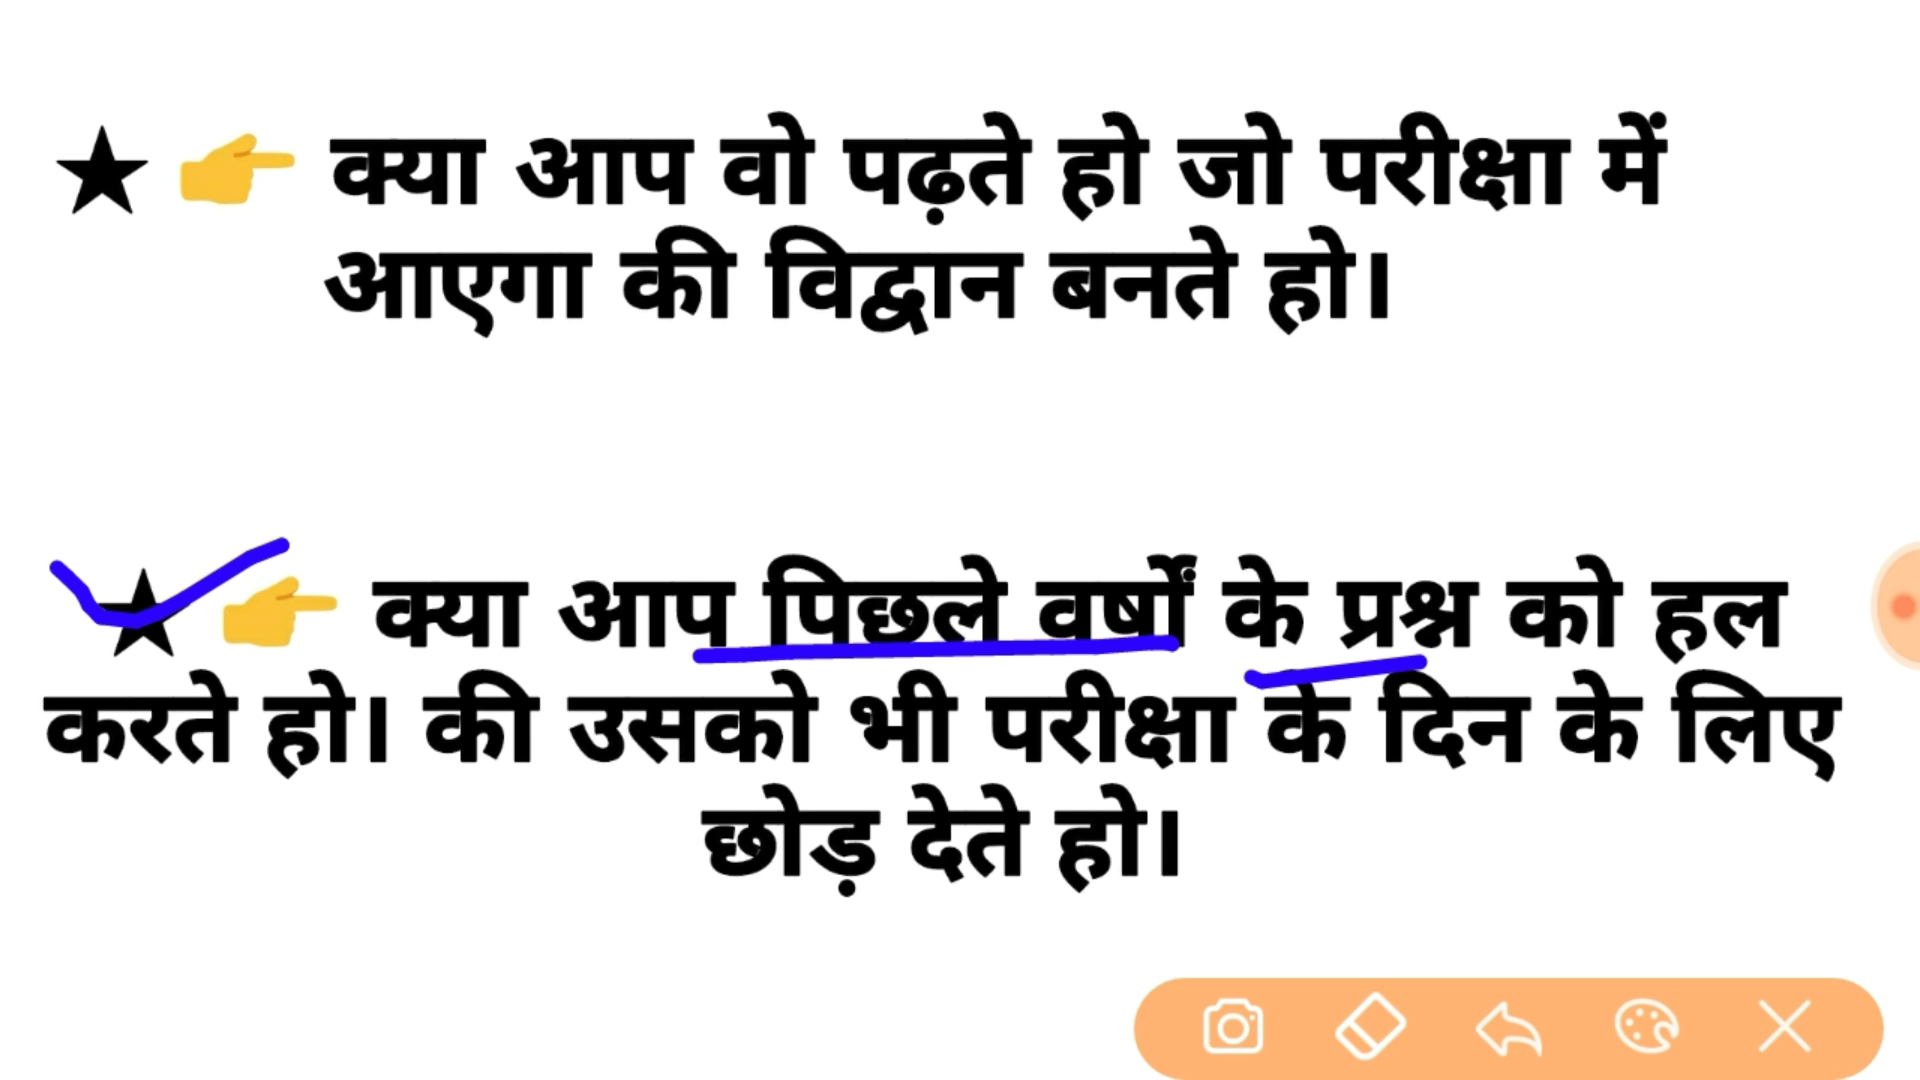 ★ 👉 क्या आप वो पढ़ते हो जो परीक्षा में
आएगा की विद्वान बनते हो।
★ 👉 क्या आप पिछले वर्षों के प्रश्न को हल
करते हो। की उसको भी परीक्षा के दिन के लिए
छोड़ देते हो।